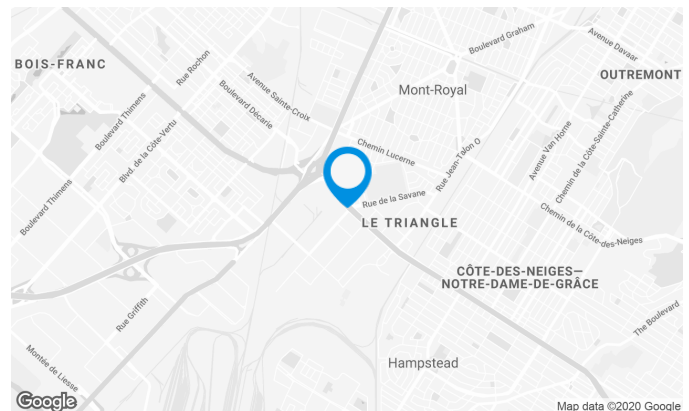 Boulevard Graham
Avenue Davaar
BOIS-FRANC
Rue Rochon
Avenue Sainte-Croix
Boulevard Décarie
Mont-Royal
OUTREMONT
Boulevard Thimens
Blvd. de la Côte-Vertu
Chemin Lucerne
Rue Jean-Talon O
Avenue Van Horne
Chemin de la Côte-Sainte-Catherine
Boulevard Thimens
Rue de la Savane
LE TRIANGLE
Chemin de la Côte-des-Neiges
CÔTE-DES-NEIGES—
NOTRE-DAME-DE-GRÂCE
Rue Griffith
The Boulevard
Montée de Liesse
Hampstead
Google
Map data ©2020 Google